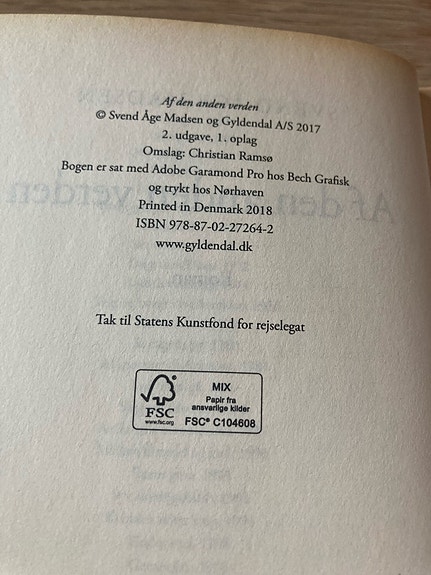 Af den anden verden
© Svend Åge Madsen og Gyldendal A/S 2017
2. udgave, 1. oplag
Omslag: Christian Ramsø
Bogen er sat med Adobe Garamond Pro hos Bech Grafisk
og trykt hos Nørhaven
Printed in Denmark 2018
ISBN 978-87-02-27264-2
www.gyldendal.dk
Tak til Statens Kunstfond for rejselegat
FSC
www.fsc.org
MIX
Papir fra
ansvarlige kilder
FSC® C104608